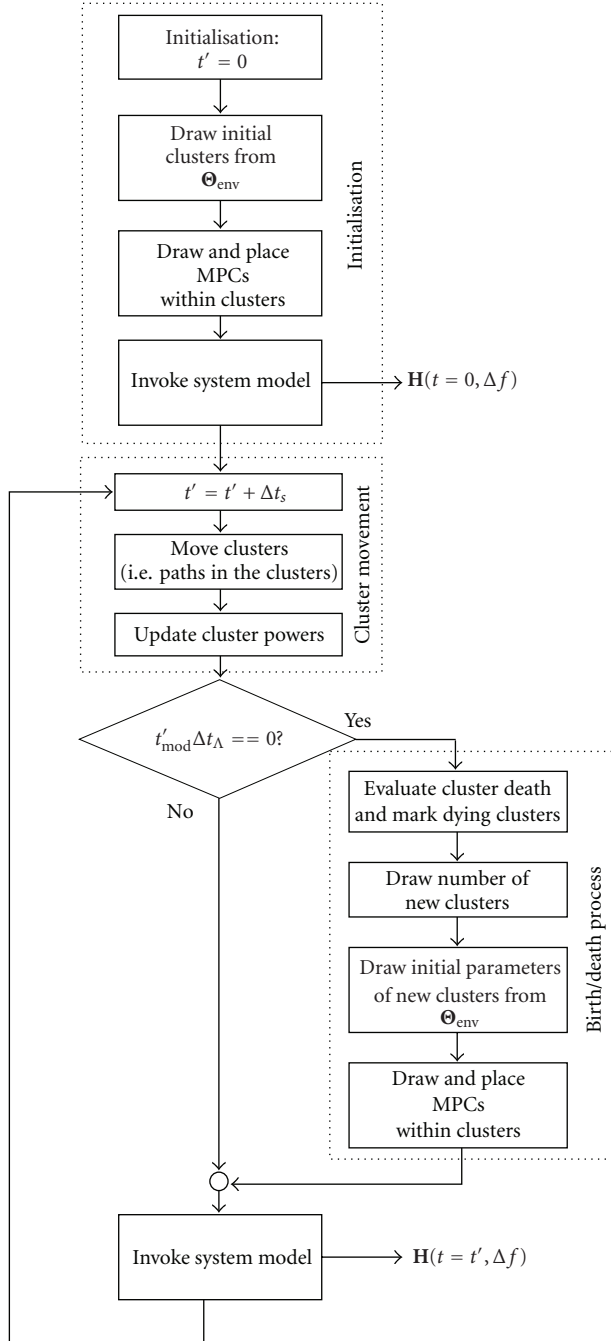 Initialisation:
t′ = 0
Draw initial
clusters from
Θenv
Draw and place
MPCs
within clusters
Invoke system model
H(t = 0, Δf)
Initialisation
t′ = t′ + Δts
Move clusters
(i.e. paths in the clusters)
Update cluster powers
Cluster movement
t′mod ΔtΛ == 0?
Yes
No
Evaluate cluster death
and mark dying clusters
Draw number of
new clusters
Draw initial parameters
of new clusters from
Θenv
Draw and place
MPCs
within clusters
Birth/death process
Invoke system model
H(t = t′, Δf)